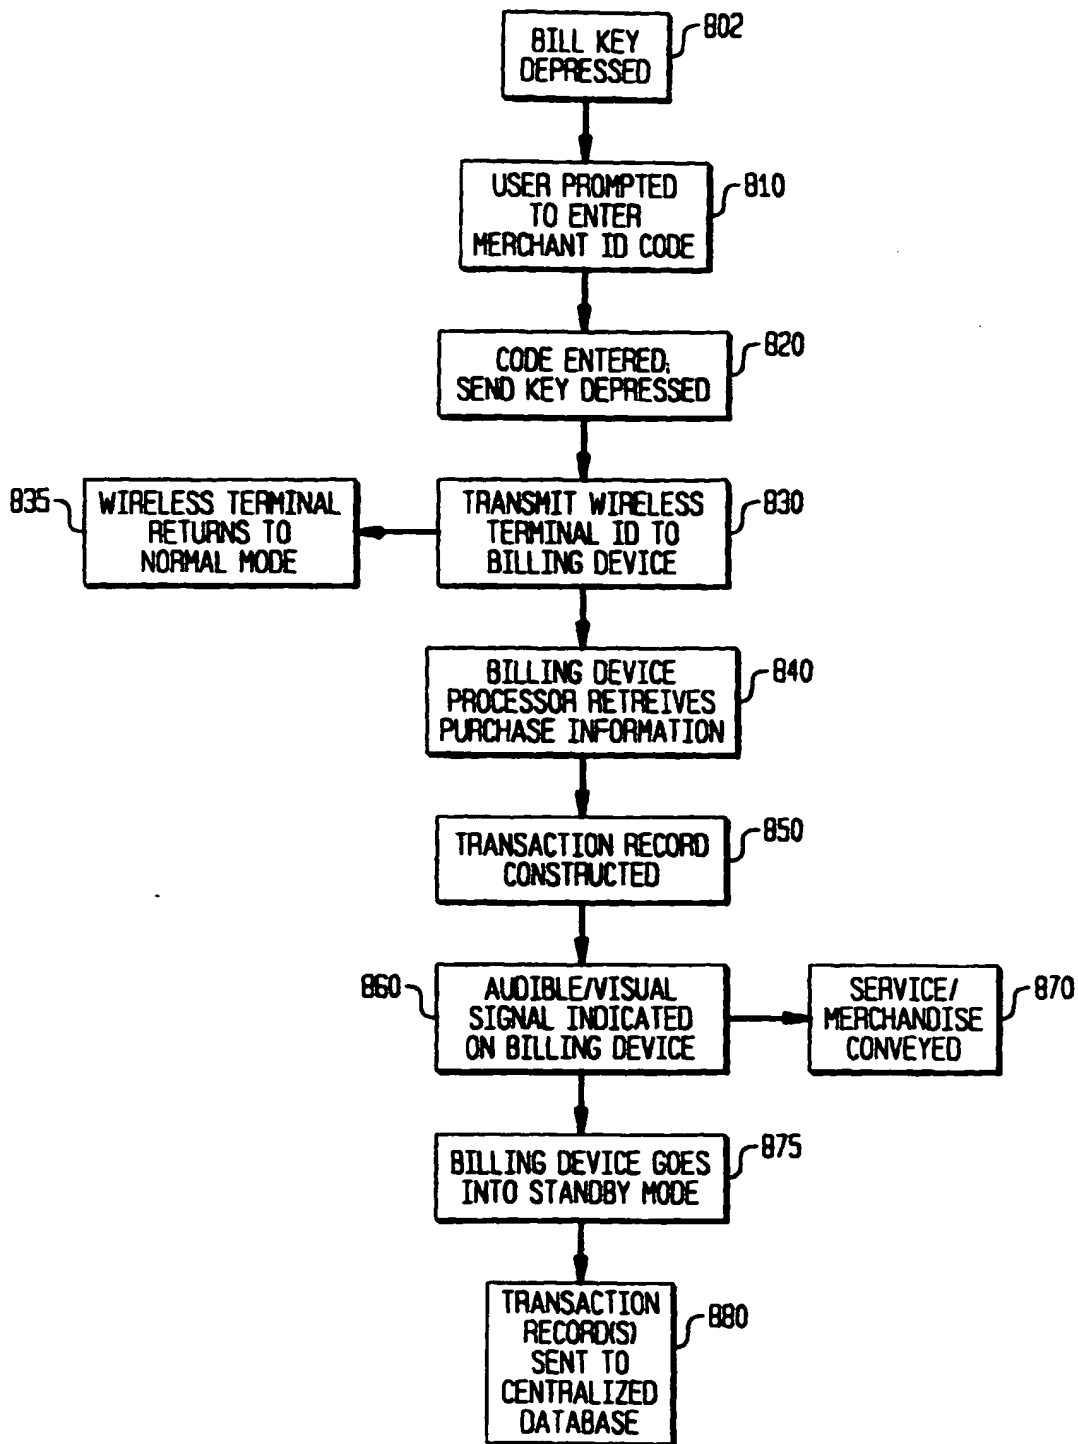 BILL KEY
DEPRESSED
802
USER PROMPTED
TO ENTER
MERCHANT ID CODE
810
CODE ENTERED;
SEND KEY DEPRESSED
820
835
WIRELESS TERMINAL
RETURNS TO
NORMAL MODE
TRANSMIT WIRELESS
TERMINAL ID TO
BILLING DEVICE
830
BILLING DEVICE
PROCESSOR RETREIVES
PURCHASE INFORMATION
840
TRANSACTION RECORD
CONSTRUCTED
850
860
AUDIBLE/VISUAL
SIGNAL INDICATED
ON BILLING DEVICE
SERVICE/
MERCHANDISE
CONVEYED
870
BILLING DEVICE GOES
INTO STANDBY MODE
875
TRANSACTION
RECORD(S)
SENT TO
CENTRALIZED
DATABASE
880